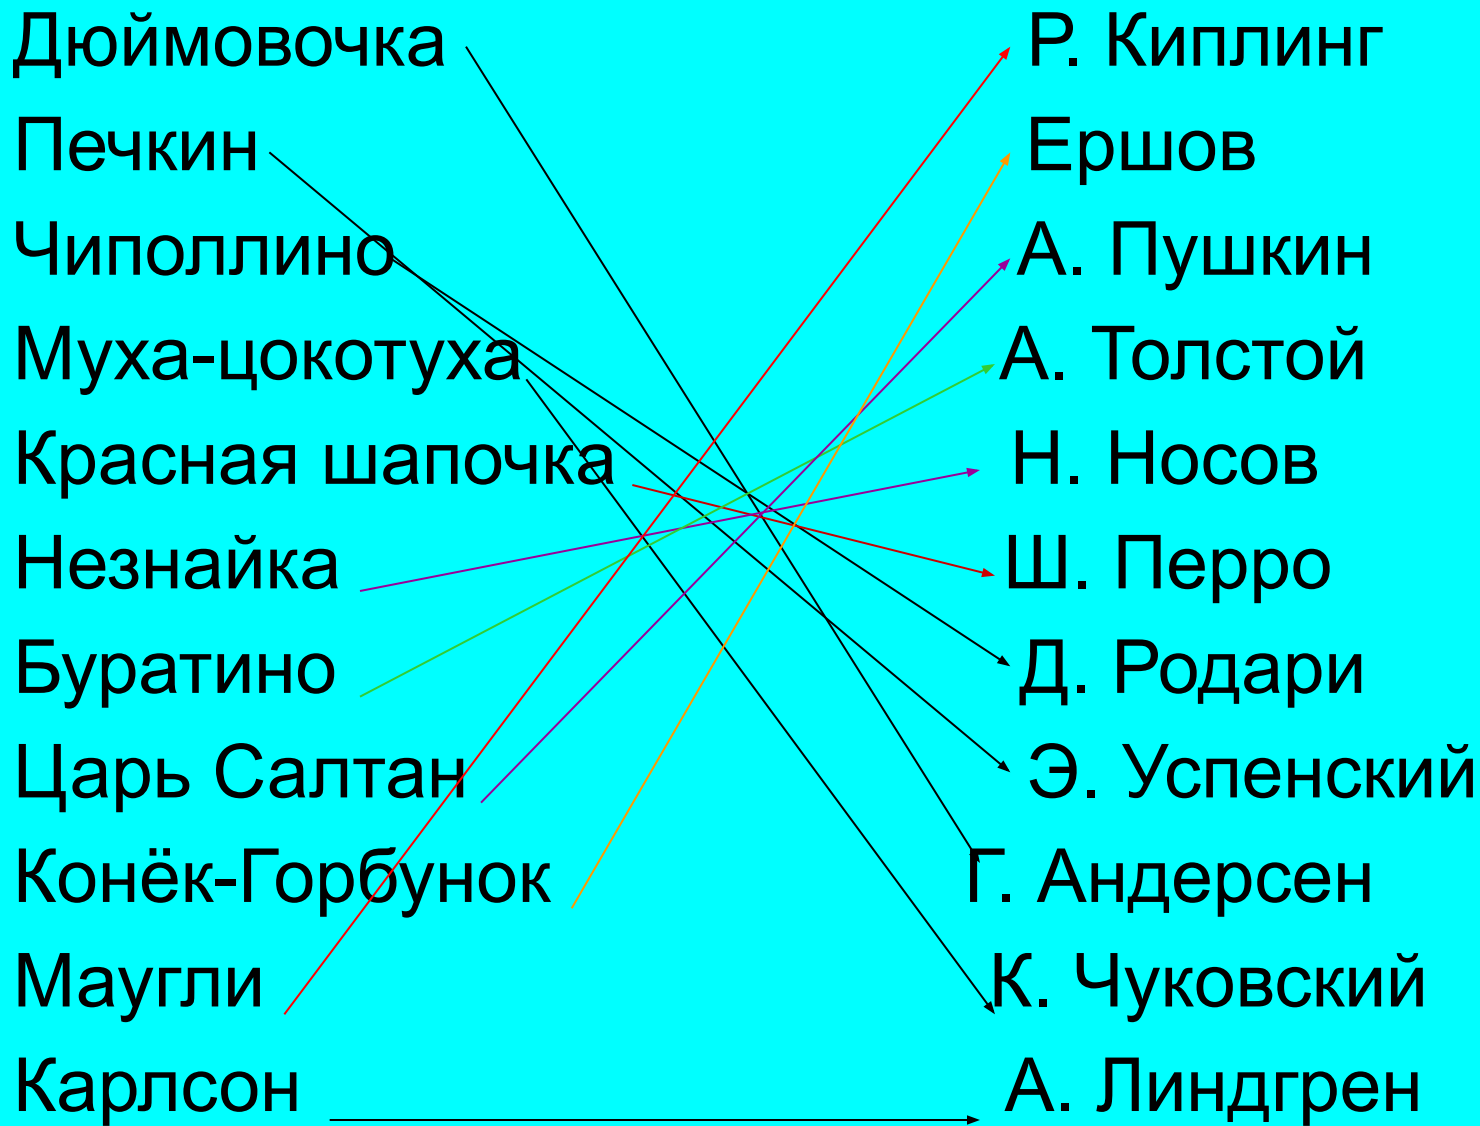 Дюймовочка Р. Киплинг
Печкин Ершов
Чиполлино А. Пушкин
Муха-цокотуха А. Толстой
Красная шапочка Н. Носов
Незнайка Ш. Перро
Буратино Д. Родари
Царь Салтан Э. Успенский
Конёк-Горбунок Г. Андерсен
Маугли К. Чуковский
Карлсон А. Линдгрен